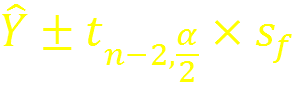 Ŷ ± t_{n−2,α/2} × s_f